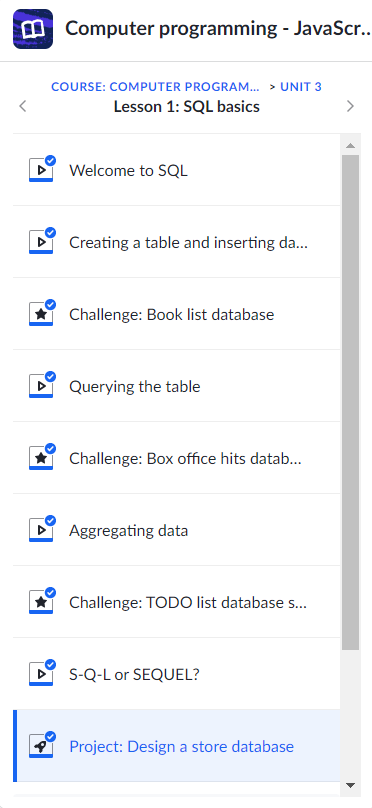 Computer programming - JavaScr...
COURSE: COMPUTER PROGRAM... > UNIT 3
Lesson 1: SQL basics
Welcome to SQL
Creating a table and inserting da...
Challenge: Book list database
Querying the table
Challenge: Box office hits datab...
Aggregating data
Challenge: TODO list database s...
S-Q-L or SEQUEL?
Project: Design a store database